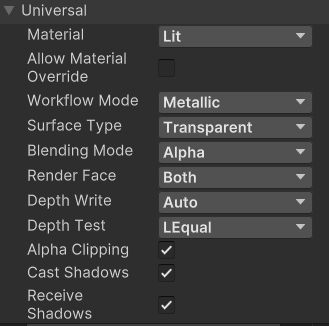 Universal
Material Lit
Allow Material
Override
Workflow Mode Metallic
Surface Type Transparent
Blending Mode Alpha
Render Face Both
Depth Write Auto
Depth Test LEqual
Alpha Clipping
Cast Shadows
Receive
Shadows